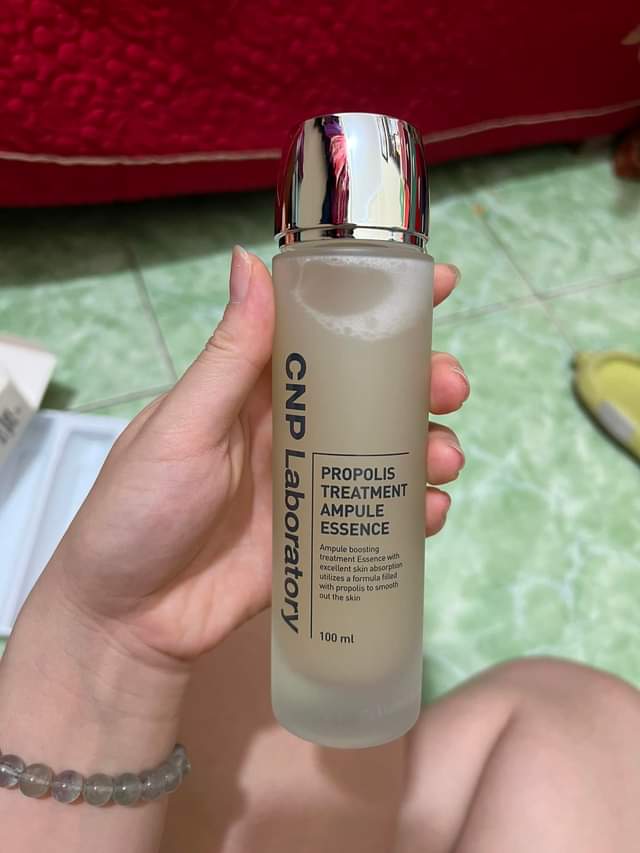 CNP Laboratory
PROPOLIS
TREATMENT
AMPULE
ESSENCE
Ampule boosting
treatment Essence with
excellent skin absorption
utilizes a formula filled
with propolis to smooth
out the skin
100 ml